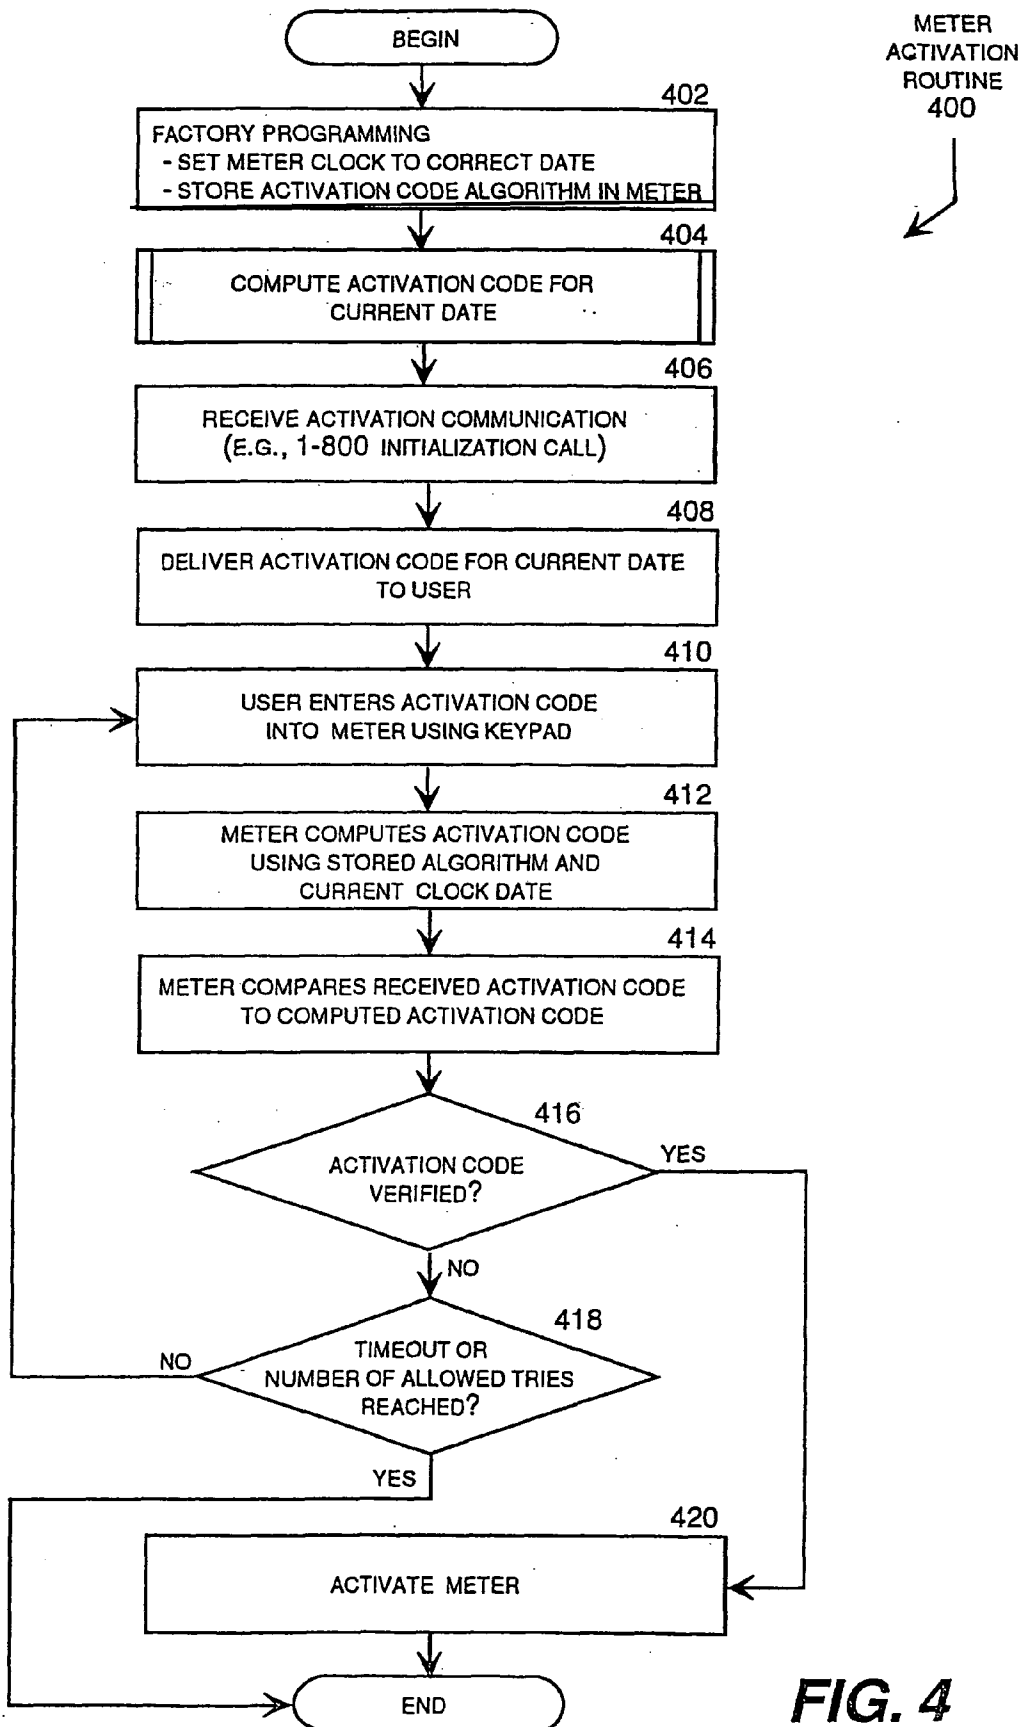 BEGIN
METER
ACTIVATION
ROUTINE
400
402
FACTORY PROGRAMMING
- SET METER CLOCK TO CORRECT DATE
- STORE ACTIVATION CODE ALGORITHM IN METER
404
COMPUTE ACTIVATION CODE FOR
CURRENT DATE
406
RECEIVE ACTIVATION COMMUNICATION
(E.G., 1-800 INITIALIZATION CALL)
408
DELIVER ACTIVATION CODE FOR CURRENT DATE
TO USER
410
USER ENTERS ACTIVATION CODE
INTO METER USING KEYPAD
412
METER COMPUTES ACTIVATION CODE
USING STORED ALGORITHM AND
CURRENT CLOCK DATE
414
METER COMPARES RECEIVED ACTIVATION CODE
TO COMPUTED ACTIVATION CODE
416
ACTIVATION CODE
VERIFIED?
YES
NO
418
TIMEOUT OR
NUMBER OF ALLOWED TRIES
REACHED?
NO
YES
420
ACTIVATE METER
END
FIG. 4